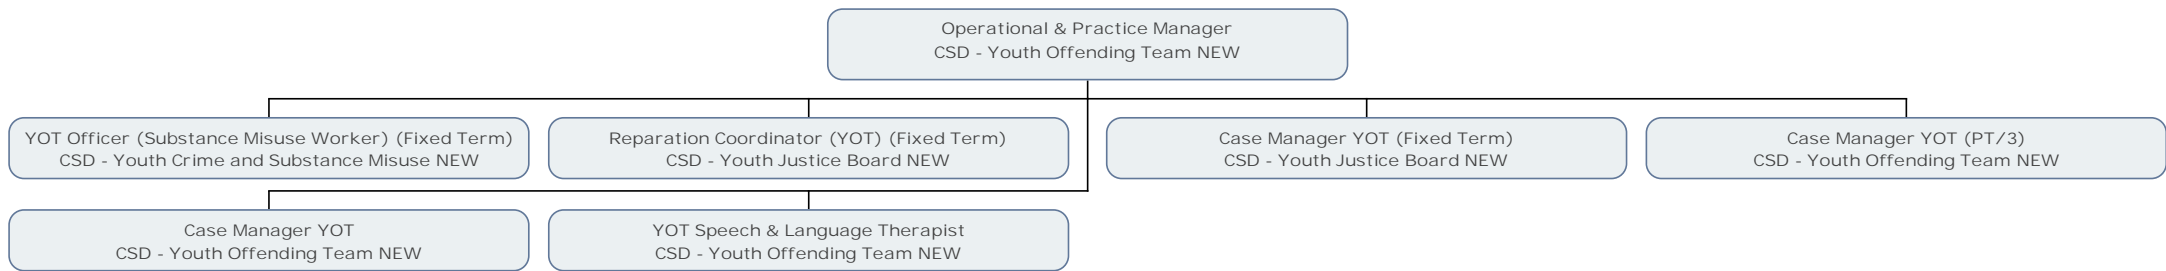 Operational & Practice Manager
CSD - Youth Offending Team NEW
YOT Officer (Substance Misuse Worker) (Fixed Term)
CSD - Youth Crime and Substance Misuse NEW
Reparation Coordinator (YOT) (Fixed Term)
CSD - Youth Justice Board NEW
Case Manager YOT (Fixed Term)
CSD - Youth Justice Board NEW
Case Manager YOT (PT/3)
CSD - Youth Offending Team NEW
Case Manager YOT
CSD - Youth Offending Team NEW
YOT Speech & Language Therapist
CSD - Youth Offending Team NEW